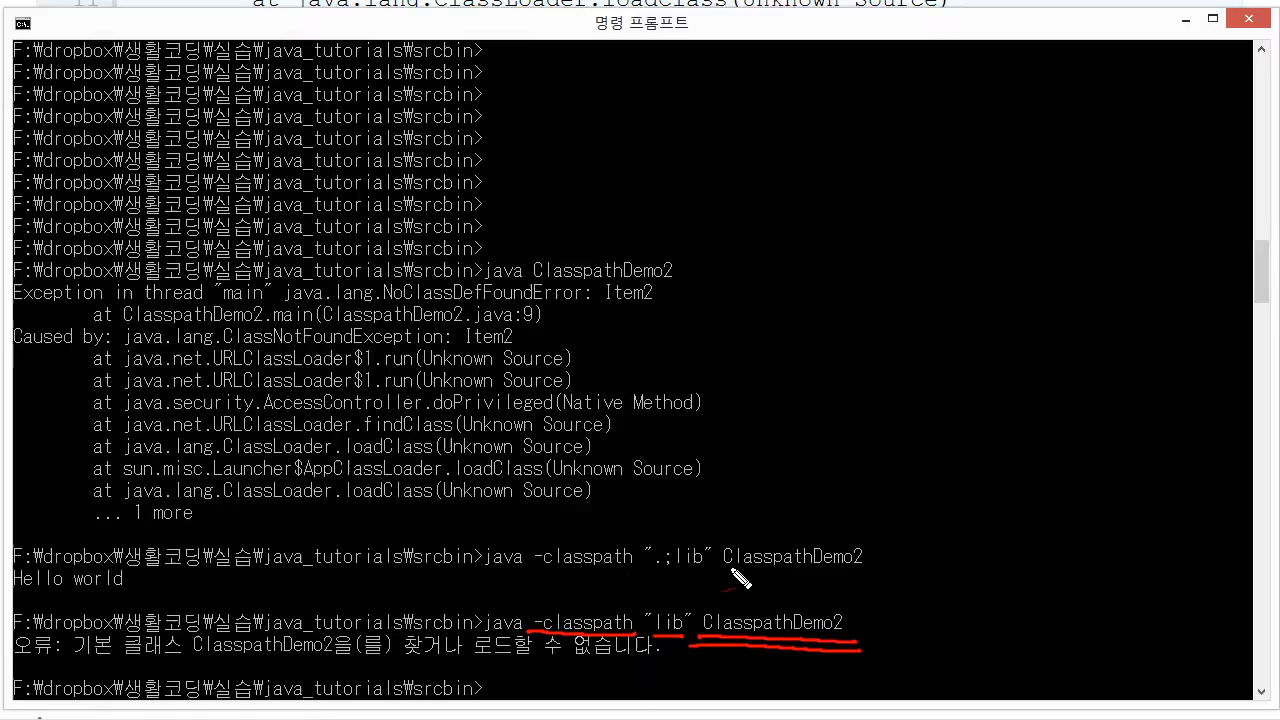 11 at java.lang.ClassLoader.loadClass(Unknown Source)
명령 프롬프트
F:\dropbox\생활코딩\실습\java_tutorials\srcbin>
F:\dropbox\생활코딩\실습\java_tutorials\srcbin>
F:\dropbox\생활코딩\실습\java_tutorials\srcbin>
F:\dropbox\생활코딩\실습\java_tutorials\srcbin>
F:\dropbox\생활코딩\실습\java_tutorials\srcbin>
F:\dropbox\생활코딩\실습\java_tutorials\srcbin>
F:\dropbox\생활코딩\실습\java_tutorials\srcbin>
F:\dropbox\생활코딩\실습\java_tutorials\srcbin>
F:\dropbox\생활코딩\실습\java_tutorials\srcbin>
F:\dropbox\생활코딩\실습\java_tutorials\srcbin>
F:\dropbox\생활코딩\실습\java_tutorials\srcbin>java ClasspathDemo2
Exception in thread "main" java.lang.NoClassDefFoundError: Item2
at ClasspathDemo2.main(ClasspathDemo2.java:9)
Caused by: java.lang.ClassNotFoundException: Item2
at java.net.URLClassLoader$1.run(Unknown Source)
at java.net.URLClassLoader$1.run(Unknown Source)
at java.security.AccessController.doPrivileged(Native Method)
at java.net.URLClassLoader.findClass(Unknown Source)
at java.lang.ClassLoader.loadClass(Unknown Source)
at sun.misc.Launcher$AppClassLoader.loadClass(Unknown Source)
at java.lang.ClassLoader.loadClass(Unknown Source)
... 1 more
F:\dropbox\생활코딩\실습\java_tutorials\srcbin>java -classpath ".;lib" ClasspathDemo2
Hello world
F:\dropbox\생활코딩\실습\java_tutorials\srcbin>java -classpath "lib" ClasspathDemo2
오류: 기본 클래스 ClasspathDemo2을(를) 찾거나 로드할 수 없습니다.
F:\dropbox\생활코딩\실습\java_tutorials\srcbin>